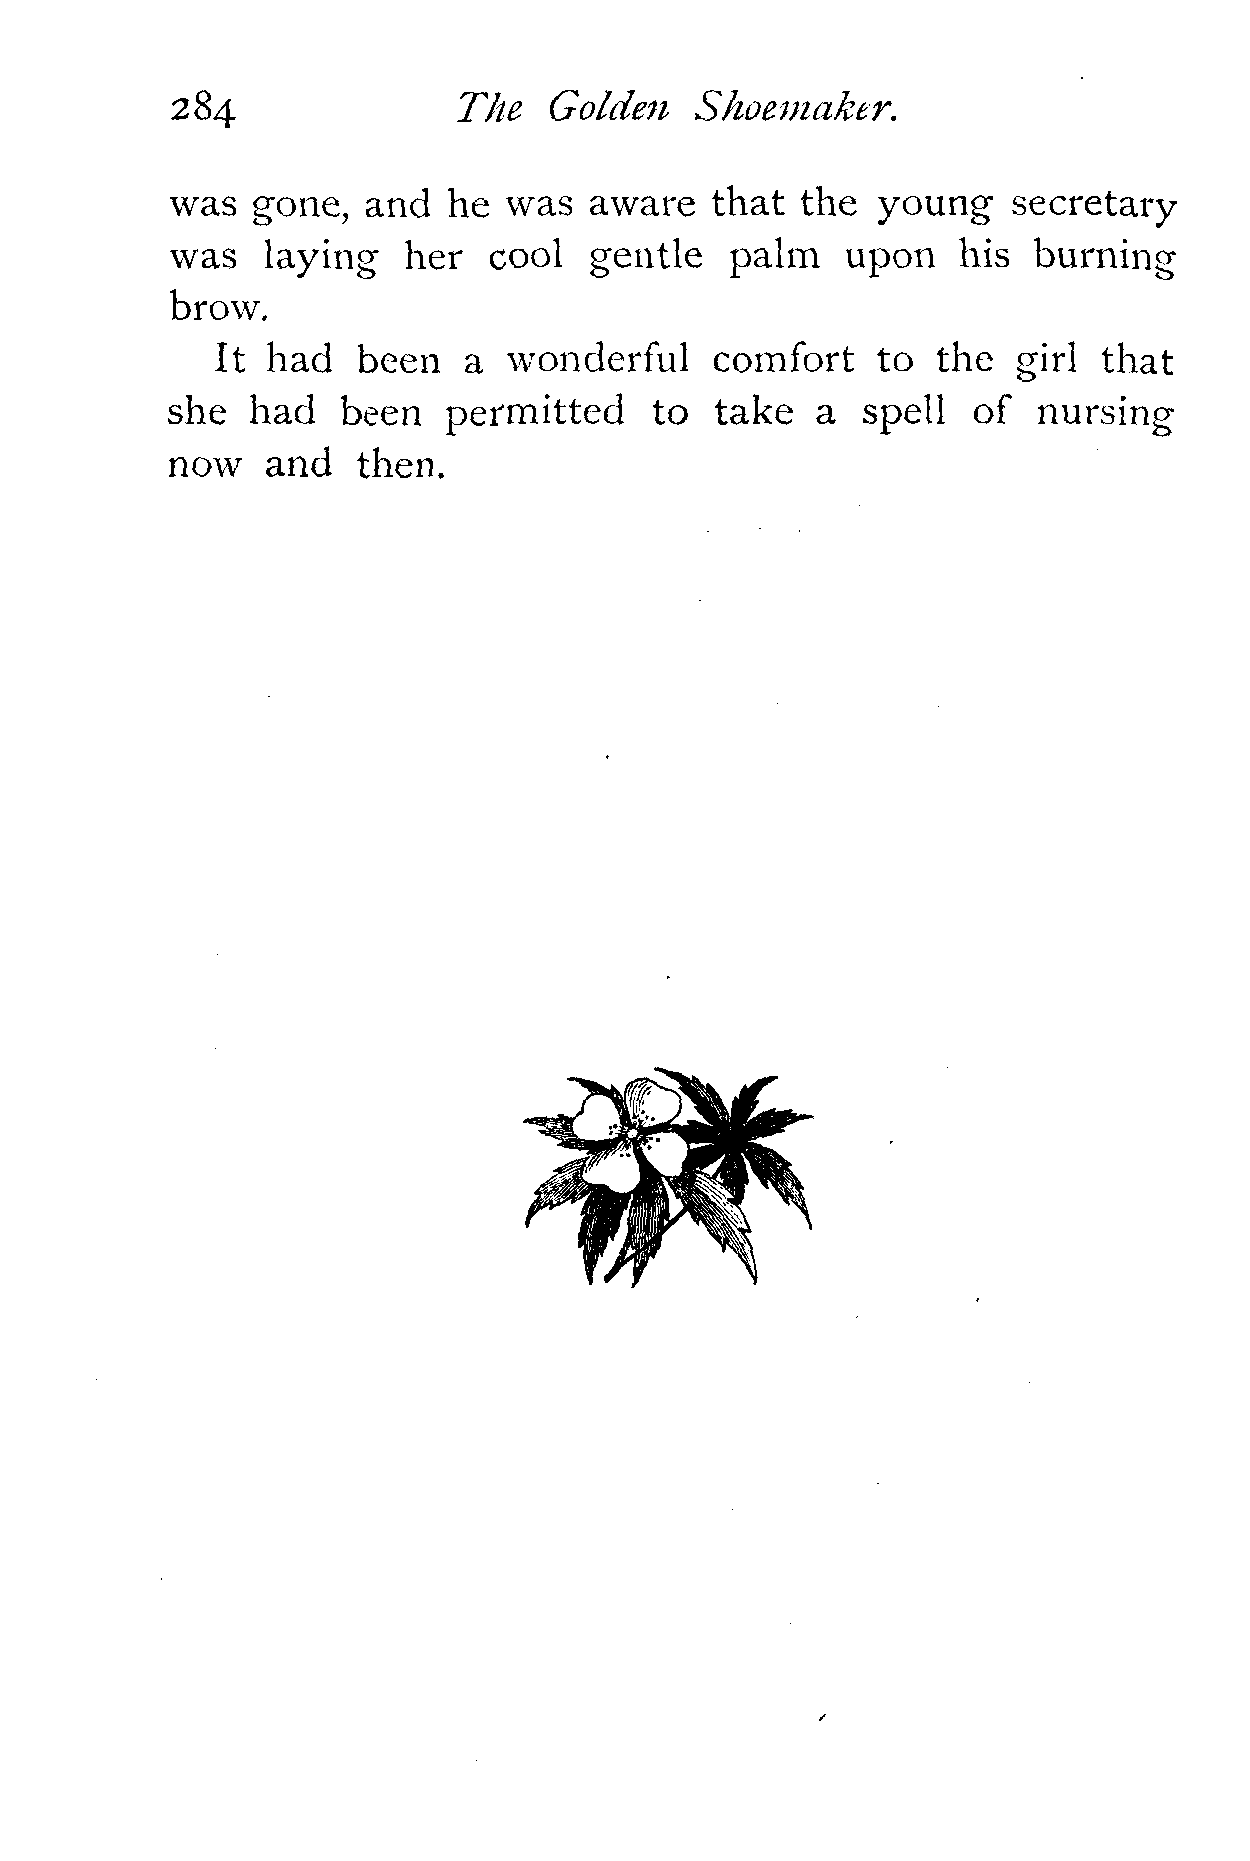 284 The Golden Shoemaker.
was gone, and he was aware that the young secretary
was laying her cool gentle palm upon his burning
brow.
It had been a wonderful comfort to the girl that
she had been permitted to take a spell of nursing
now and then.